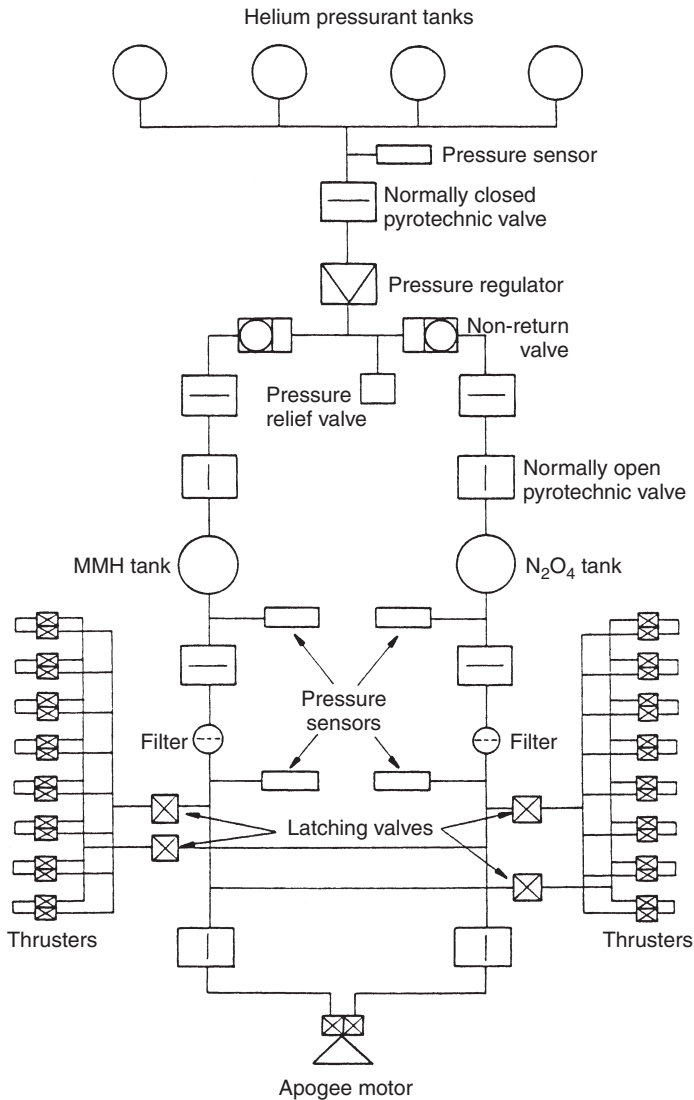 Helium pressurant tanks
Pressure sensor
Normally closed
pyrotechnic valve
Pressure regulator
Non-return
valve
Pressure
relief valve
Normally open
pyrotechnic valve
MMH tank
N₂O₄ tank
Pressure
sensors
Filter
Filter
Latching valves
Thrusters
Thrusters
Apogee motor